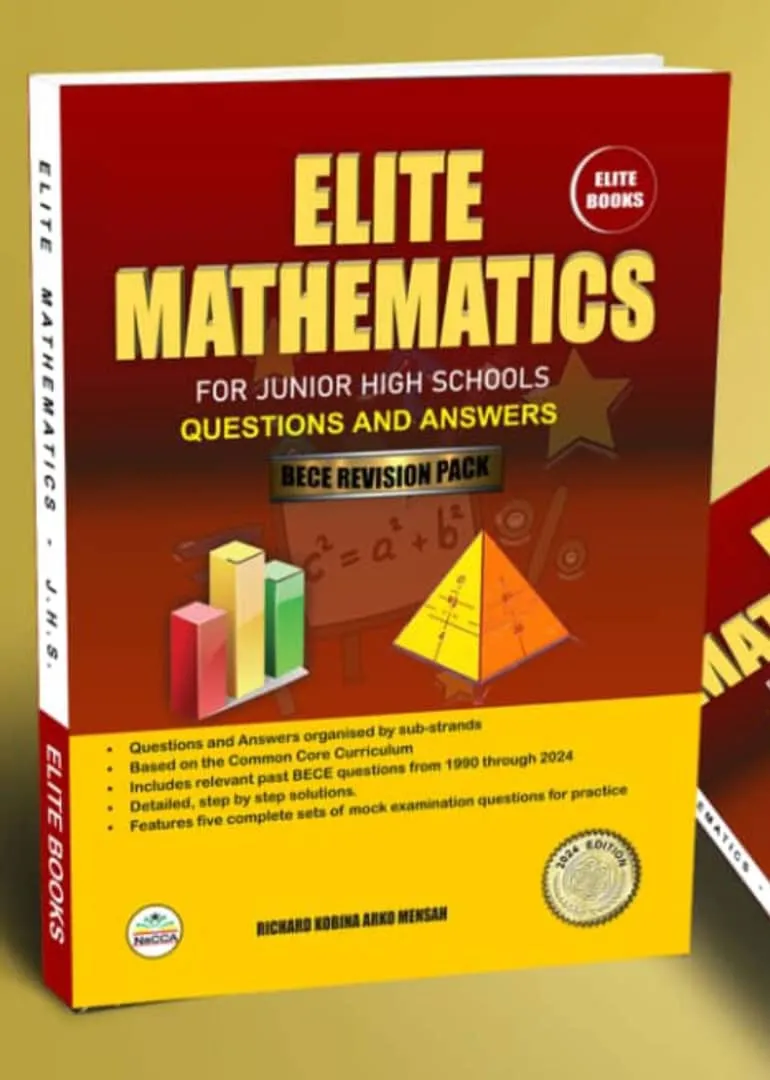 ELITE
MATHEMATICS
FOR JUNIOR HIGH SCHOOLS
QUESTIONS AND ANSWERS
BECE REVISION PACK
ELITE
BOOKS
c² = a² + b²
%
• Questions and Answers organised by sub-strands
• Based on the Common Core Curriculum
• Includes relevant past BECE questions from 1990 through 2024
• Detailed, step by step solutions.
• Features five complete sets of mock examination questions for practice
2024 EDITION
NaCCA
RICHARD KOBINA ARKO MENSAH
ELITE MATHEMATICS - J.H.S.
ELITE BOOKS
MAT
EMATICS -